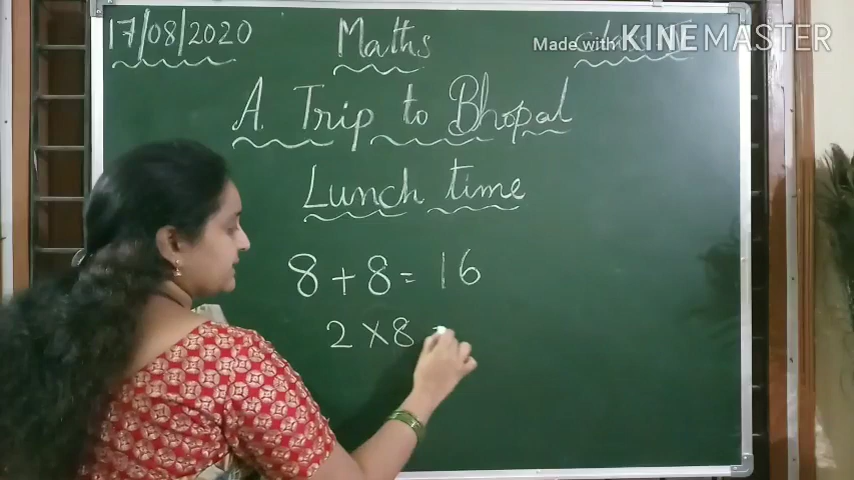 17/08/2020 Maths
Made with KINEMASTER
A Trip to Bhopal
Lunch time
8 + 8 = 16
2 × 8